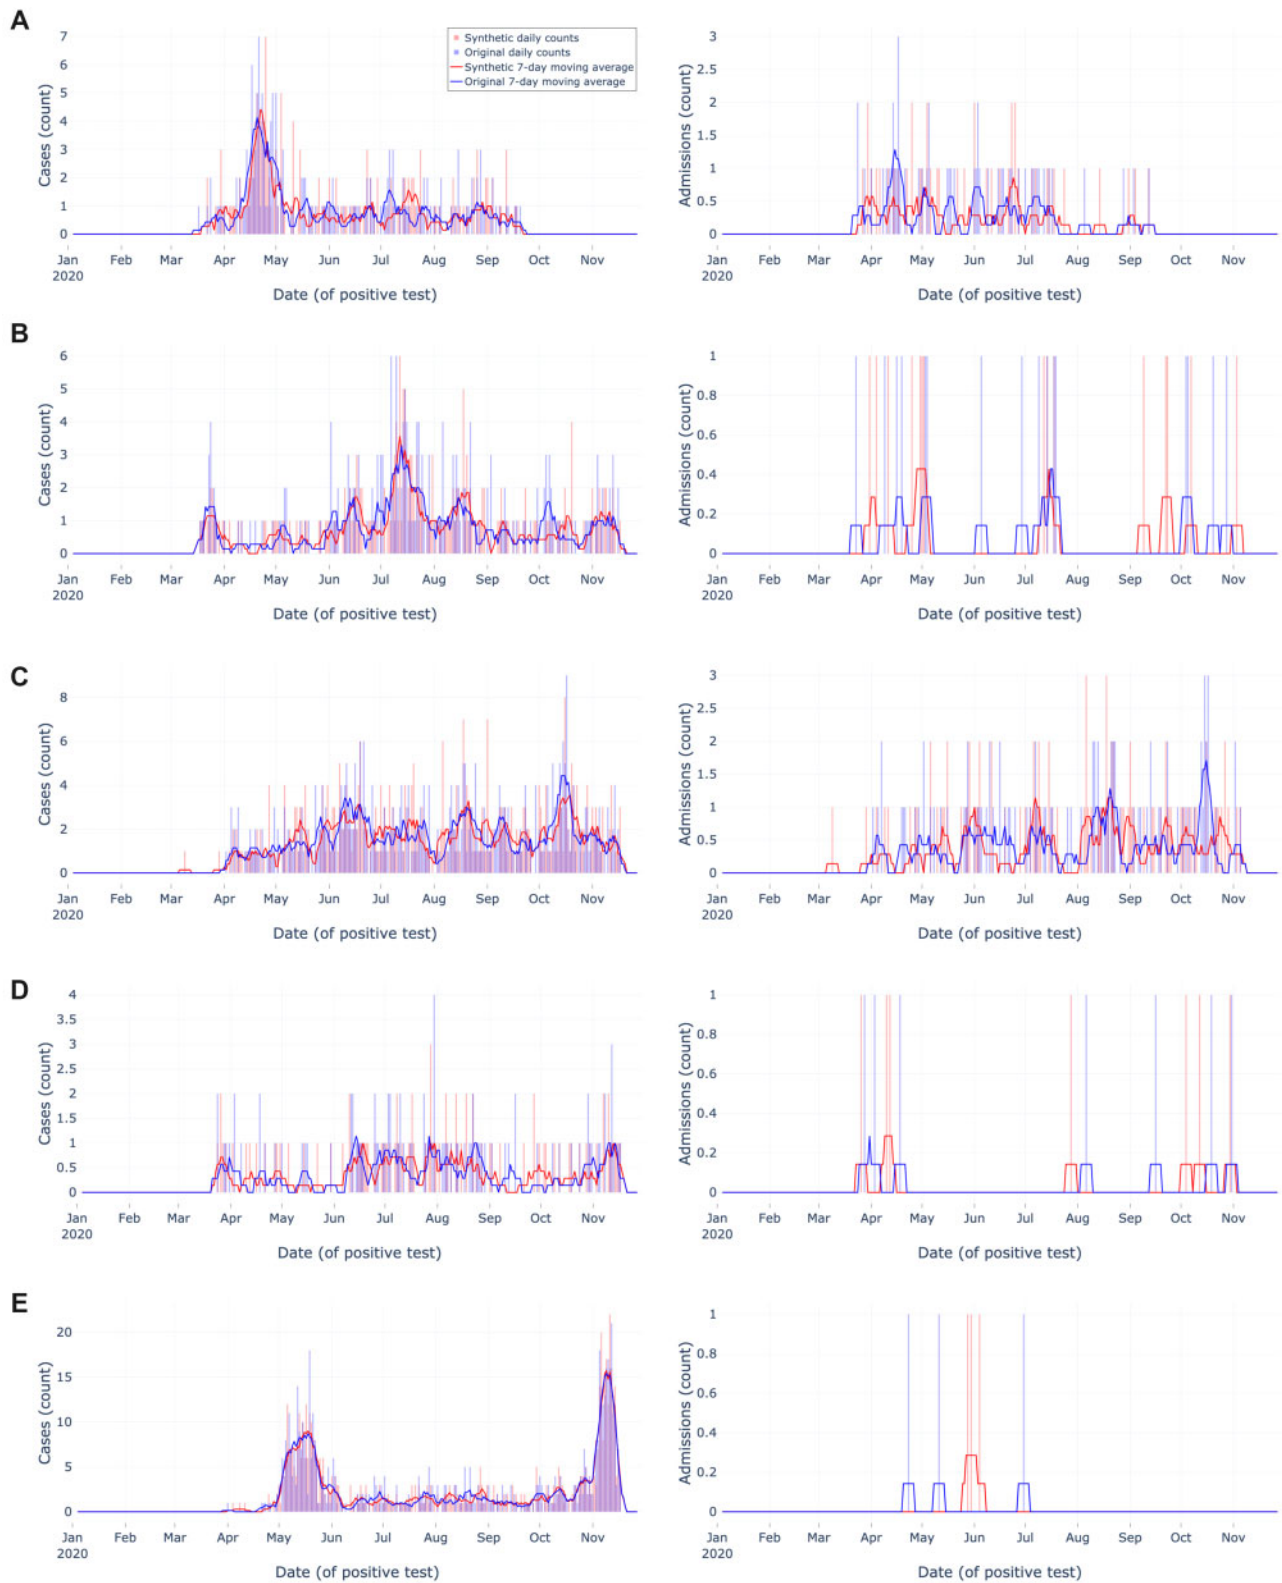 A
Cases (count)
7
6
5
4
3
2
1
0
Jan
2020
Feb
Mar
Apr
May
Jun
Jul
Aug
Sep
Oct
Nov
Date (of positive test)
Synthetic daily counts
Original daily counts
Synthetic 7-day moving average
Original 7-day moving average
Admissions (count)
3
2.5
2
1.5
1
0.5
0
Jan
2020
Feb
Mar
Apr
May
Jun
Jul
Aug
Sep
Oct
Nov
Date (of positive test)
B
Cases (count)
6
5
4
3
2
1
0
Jan
2020
Feb
Mar
Apr
May
Jun
Jul
Aug
Sep
Oct
Nov
Date (of positive test)
Admissions (count)
1
0.8
0.6
0.4
0.2
0
Jan
2020
Feb
Mar
Apr
May
Jun
Jul
Aug
Sep
Oct
Nov
Date (of positive test)
C
Cases (count)
8
6
4
2
0
Jan
2020
Feb
Mar
Apr
May
Jun
Jul
Aug
Sep
Oct
Nov
Date (of positive test)
Admissions (count)
3
2.5
2
1.5
1
0.5
0
Jan
2020
Feb
Mar
Apr
May
Jun
Jul
Aug
Sep
Oct
Nov
Date (of positive test)
D
Cases (count)
4
3.5
3
2.5
2
1.5
1
0.5
0
Jan
2020
Feb
Mar
Apr
May
Jun
Jul
Aug
Sep
Oct
Nov
Date (of positive test)
Admissions (count)
1
0.8
0.6
0.4
0.2
0
Jan
2020
Feb
Mar
Apr
May
Jun
Jul
Aug
Sep
Oct
Nov
Date (of positive test)
E
Cases (count)
20
15
10
5
0
Jan
2020
Feb
Mar
Apr
May
Jun
Jul
Aug
Sep
Oct
Nov
Date (of positive test)
Admissions (count)
1
0.8
0.6
0.4
0.2
0
Jan
2020
Feb
Mar
Apr
May
Jun
Jul
Aug
Sep
Oct
Nov
Date (of positive test)